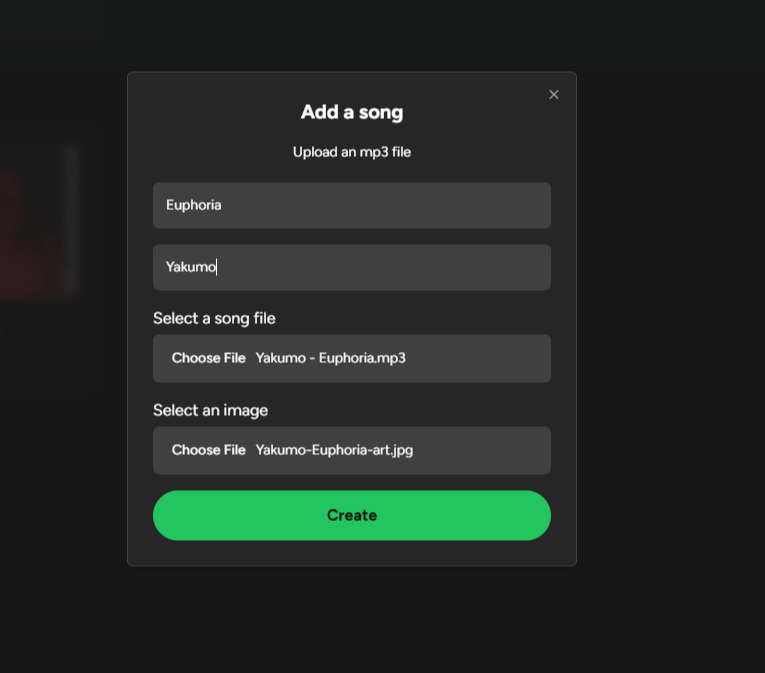 Add a song
Upload an mp3 file
Euphoria
Yakumo
Select a song file
Choose File Yakumo - Euphoria.mp3
Select an image
Choose File Yakumo-Euphoria-art.jpg
Create